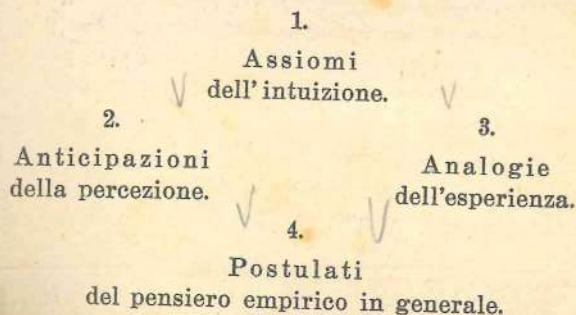 1.
Assiomi
dell'intuizione.
2.
Anticipazioni
della percezione.
3.
Analogie
dell'esperienza.
4.
Postulati
del pensiero empirico in generale.